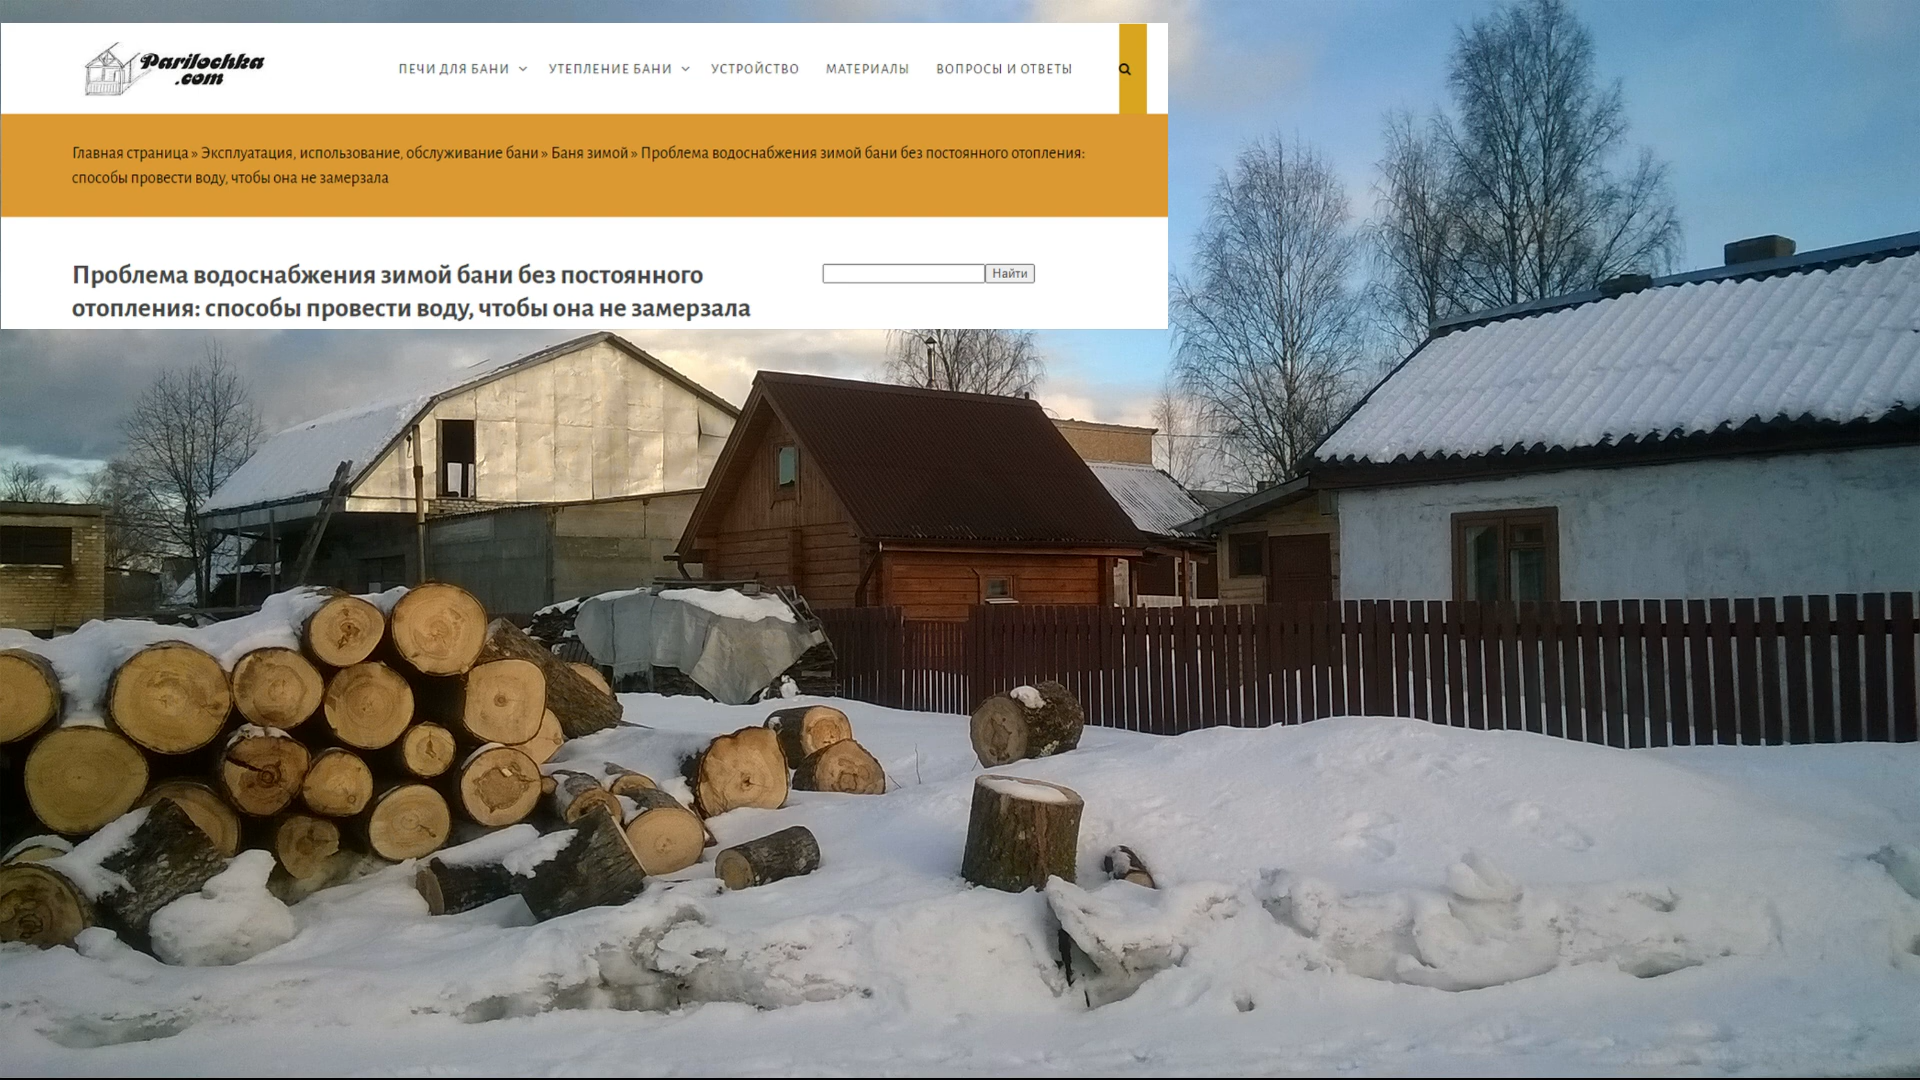 Parilochka
.com
ПЕЧИ ДЛЯ БАНИ УТЕПЛЕНИЕ БАНИ УСТРОЙСТВО МАТЕРИАЛЫ ВОПРОСЫ И ОТВЕТЫ
Главная страница » Эксплуатация, использование, обслуживание бани » Баня зимой » Проблема водоснабжения зимой бани без постоянного отопления:
способы провести воду, чтобы она не замерзала
Проблема водоснабжения зимой бани без постоянного
отопления: способы провести воду, чтобы она не замерзала
Найти